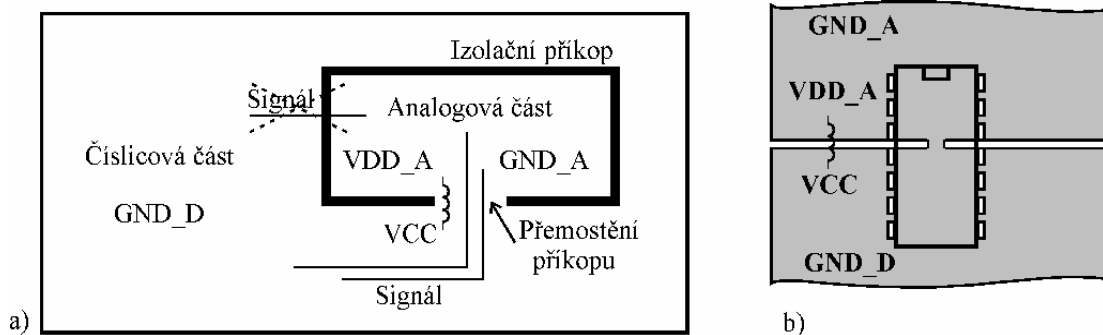 Izolační příkop
Signál
Analogová část
Číslicová část
VDD_A
GND_A
GND_D
VCC
Přemostění
příkopu
Signál
a)
GND_A
VDD_A
VCC
GND_D
b)